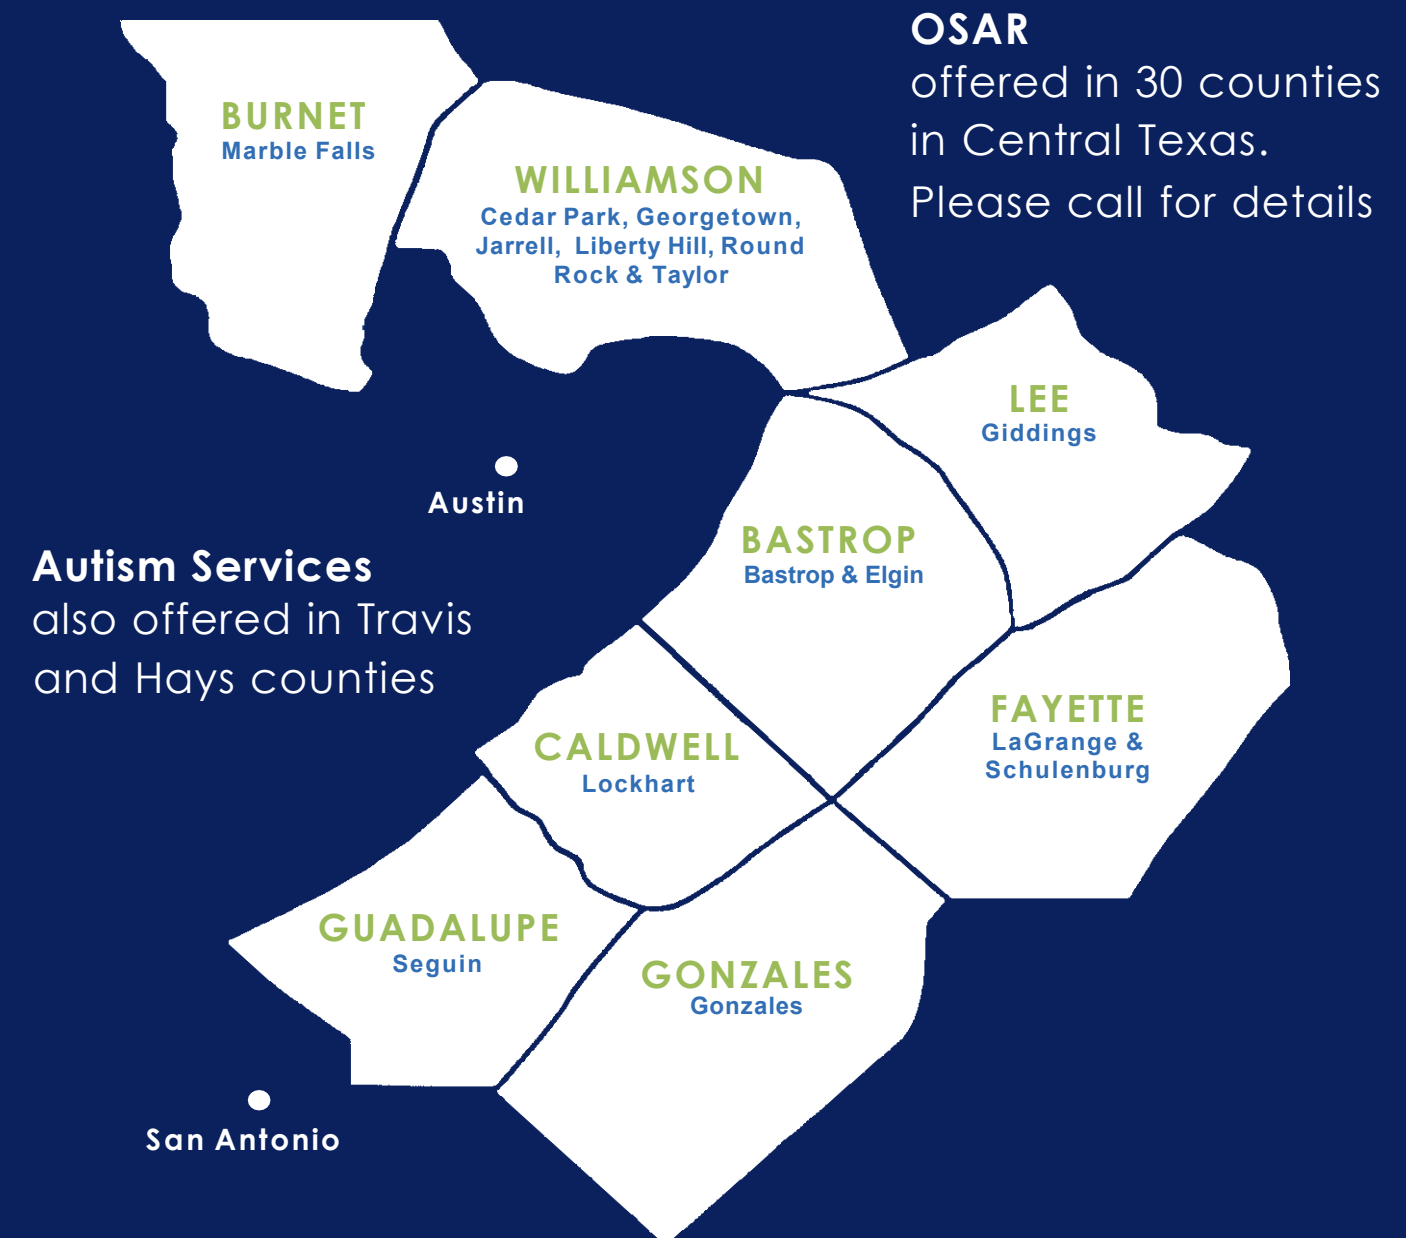 OSAR
offered in 30 counties
in Central Texas.
Please call for details
BURNET
Marble Falls
WILLIAMSON
Cedar Park, Georgetown,
Jarrell, Liberty Hill, Round
Rock & Taylor
LEE
Giddings
Austin
BASTROP
Bastrop & Elgin
Autism Services
also offered in Travis
and Hays counties
FAYETTE
LaGrange &
Schulenburg
CALDWELL
Lockhart
GUADALUPE
Seguin
GONZALES
Gonzales
San Antonio